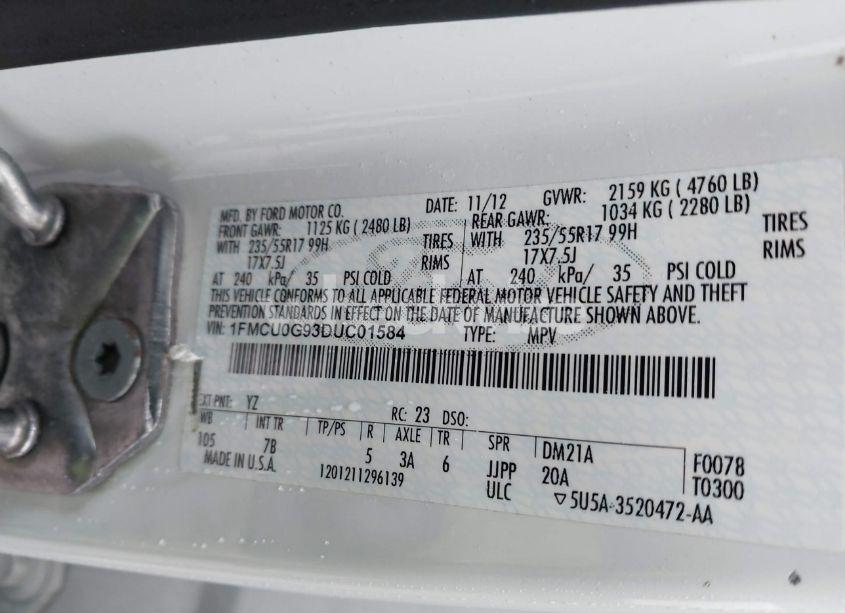 MFD. BY FORD MOTOR CO. DATE: 11/12 GVWR: 2159 KG ( 4760 LB)
FRONT GAWR: 1125 KG ( 2480 LB) REAR GAWR: 1034 KG ( 2280 LB)
WITH 235/55R17 99H TIRES WITH 235/55R17 99H TIRES
17X7.5J RIMS 17X7.5J RIMS
AT 240 kPa/ 35 PSI COLD AT 240 kPa/ 35 PSI COLD
THIS VEHICLE CONFORMS TO ALL APPLICABLE FEDERAL MOTOR VEHICLE SAFETY AND THEFT
PREVENTION STANDARDS IN EFFECT ON THE DATE OF MANUFACTURE SHOWN ABOVE.
VIN: 1FMCU0G93DUC01584 TYPE: MPV
EXT PNT: YZ RC: 23 DSO:
WB INT TR TP/PS R AXLE TR SPR DM21A F0078
105 7B 5 3A 6 JJPP 20A T0300
MADE IN U.S.A. 1201211296139 ULC ▽5U5A-3520472-AA